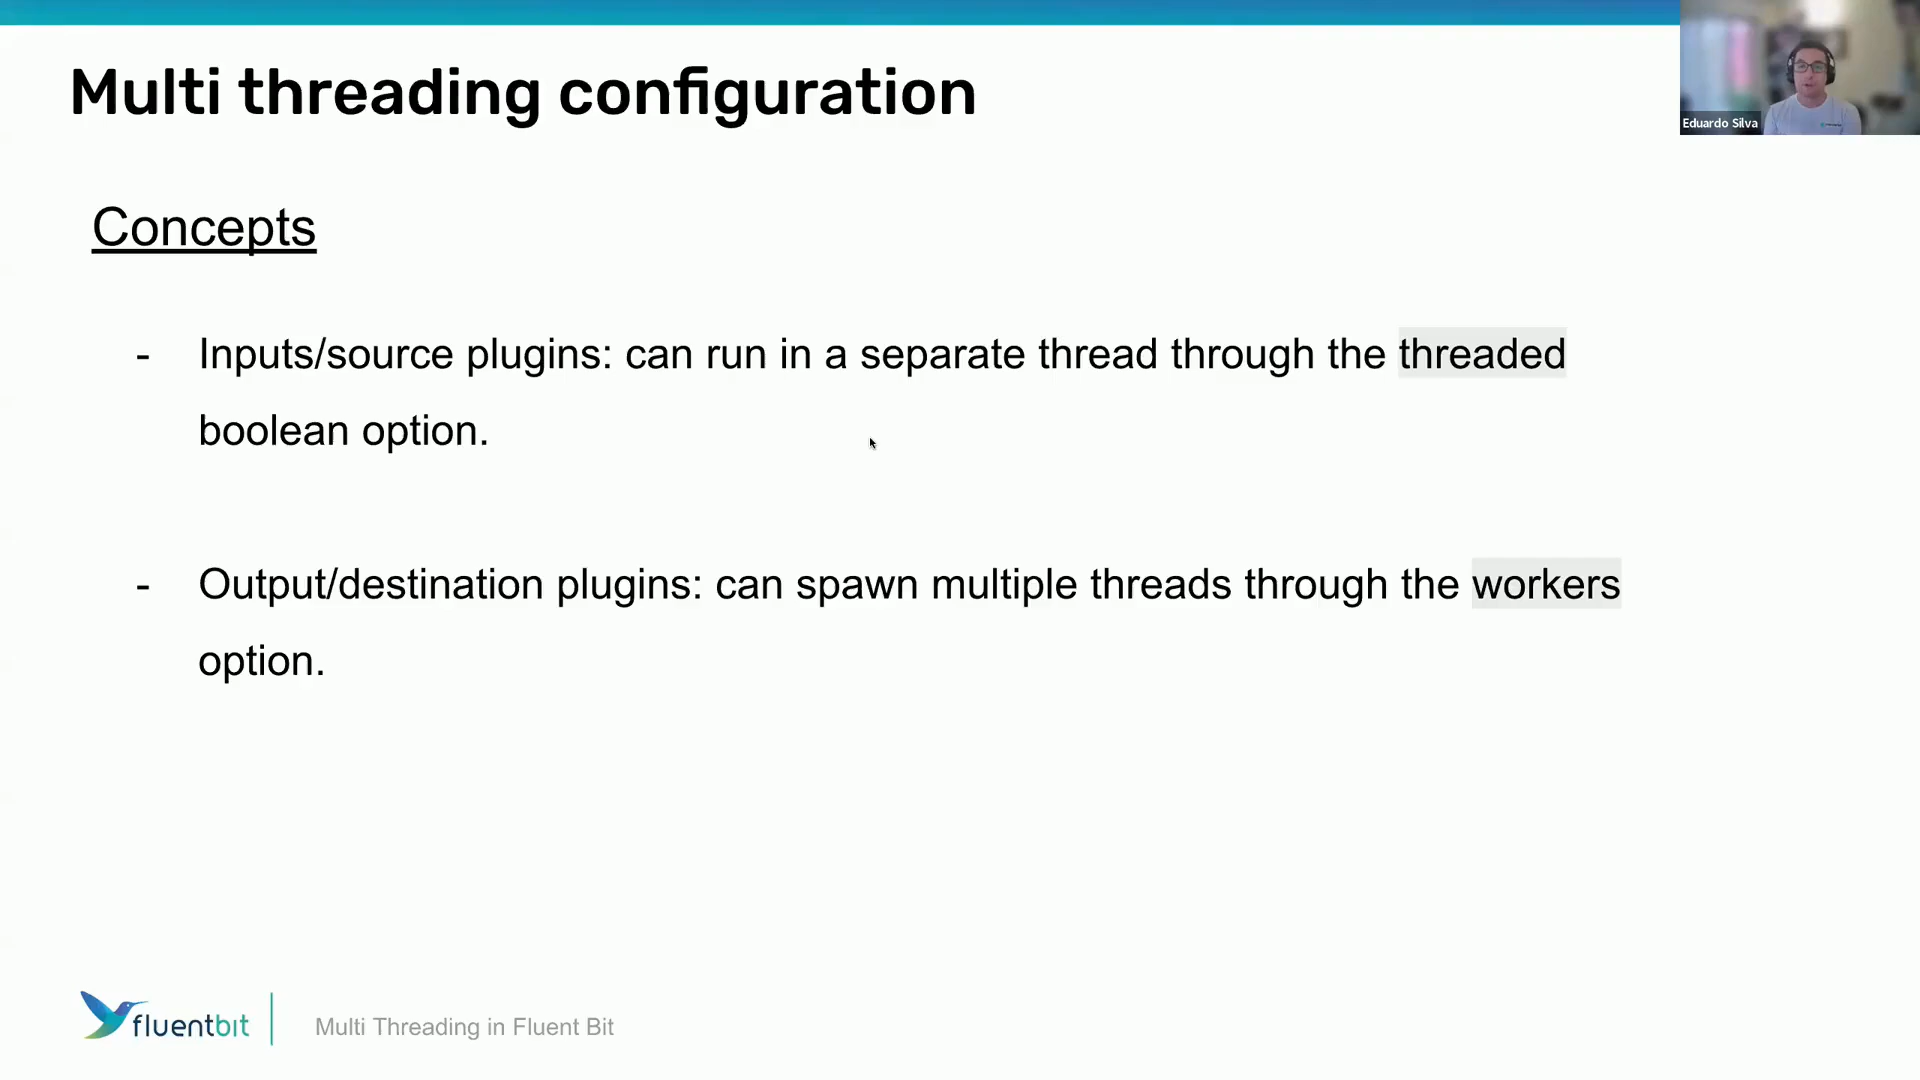 Multi threading configuration
Eduardo Silva
Concepts
- Inputs/source plugins: can run in a separate thread through the threaded
boolean option.
- Output/destination plugins: can spawn multiple threads through the workers
option.
fluentbit
Multi Threading in Fluent Bit